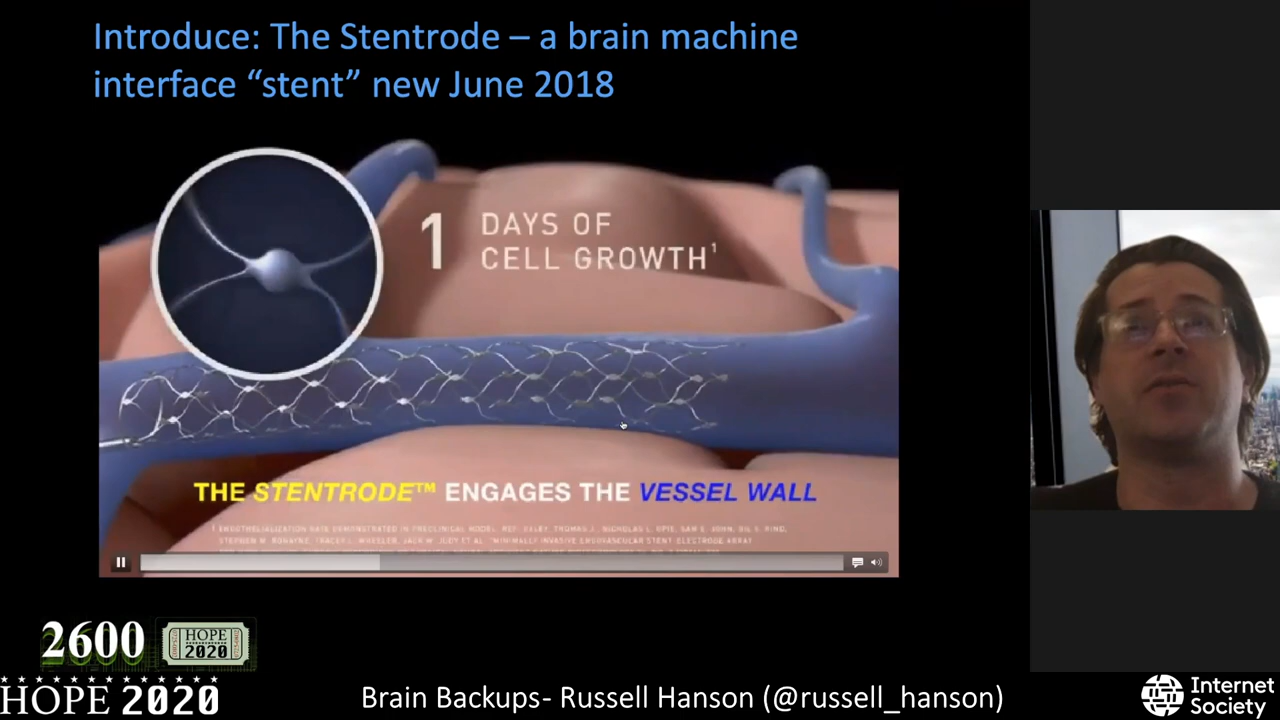 Introduce: The Stentrode – a brain machine
interface “stent” new June 2018
1 DAYS OF
CELL GROWTH¹
THE STENTRODE™ ENGAGES THE VESSEL WALL
2600
HOPE
2020
HOPE 2020
Brain Backups- Russell Hanson (@russell_hanson)
Internet
Society